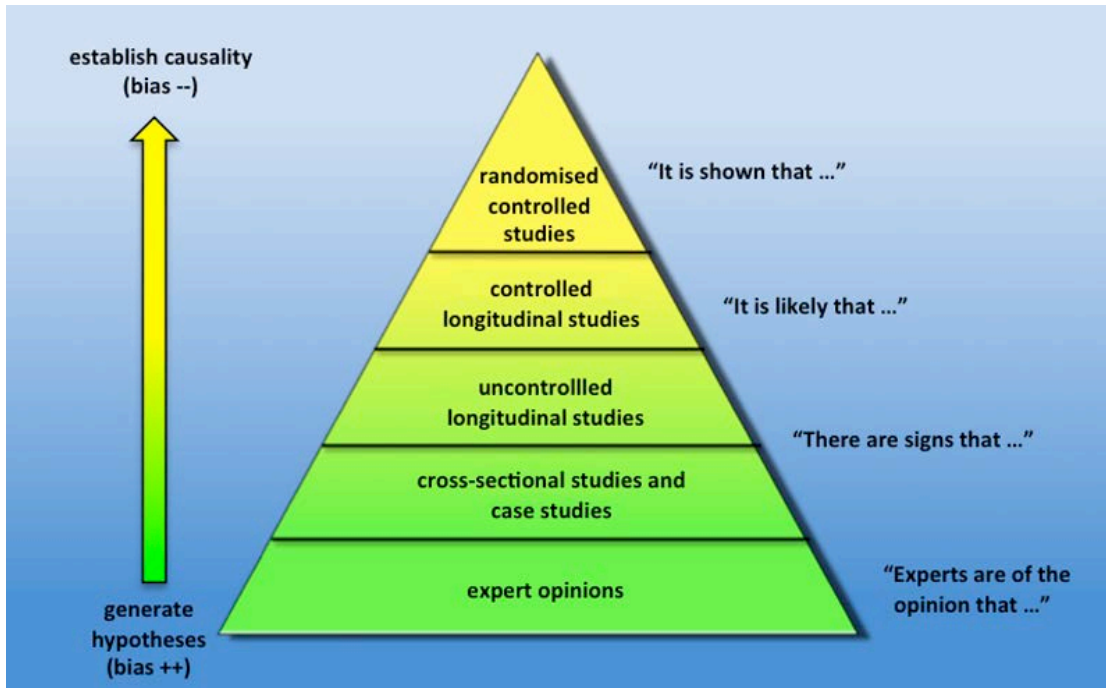 establish causality
(bias --)
randomised
controlled
studies
“It is shown that ...”
controlled
longitudinal studies
“It is likely that ...”
uncontrollled
longitudinal studies
“There are signs that ...”
cross-sectional studies and
case studies
expert opinions
“Experts are of the
opinion that ...”
generate
hypotheses
(bias ++)